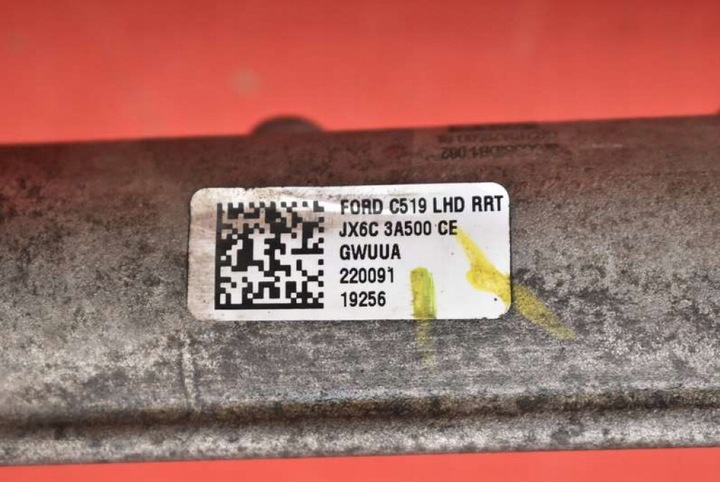 FORD C519 LHD RRT
JX6C 3A500 CE
GWUUA
220091
19256